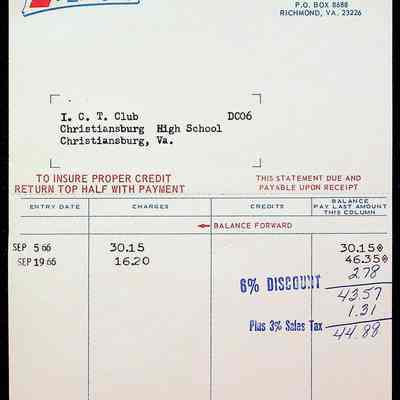 P.O. BOX 8688
RICHMOND, VA. 23226
I. C. T. Club DC06
Christiansburg High School
Christiansburg, Va.
TO INSURE PROPER CREDIT
RETURN TOP HALF WITH PAYMENT
THIS STATEMENT DUE AND
PAYABLE UPON RECEIPT
ENTRY DATE CHARGES CREDITS BALANCE
PAY LAST AMOUNT
THIS COLUMN
BALANCE FORWARD
SEP 5 66 30.15 30.15
SEP 19 66 16.20 46.35
6% DISCOUNT 2.78
43.57
Plus 3% Sales Tax 1.31
44.88